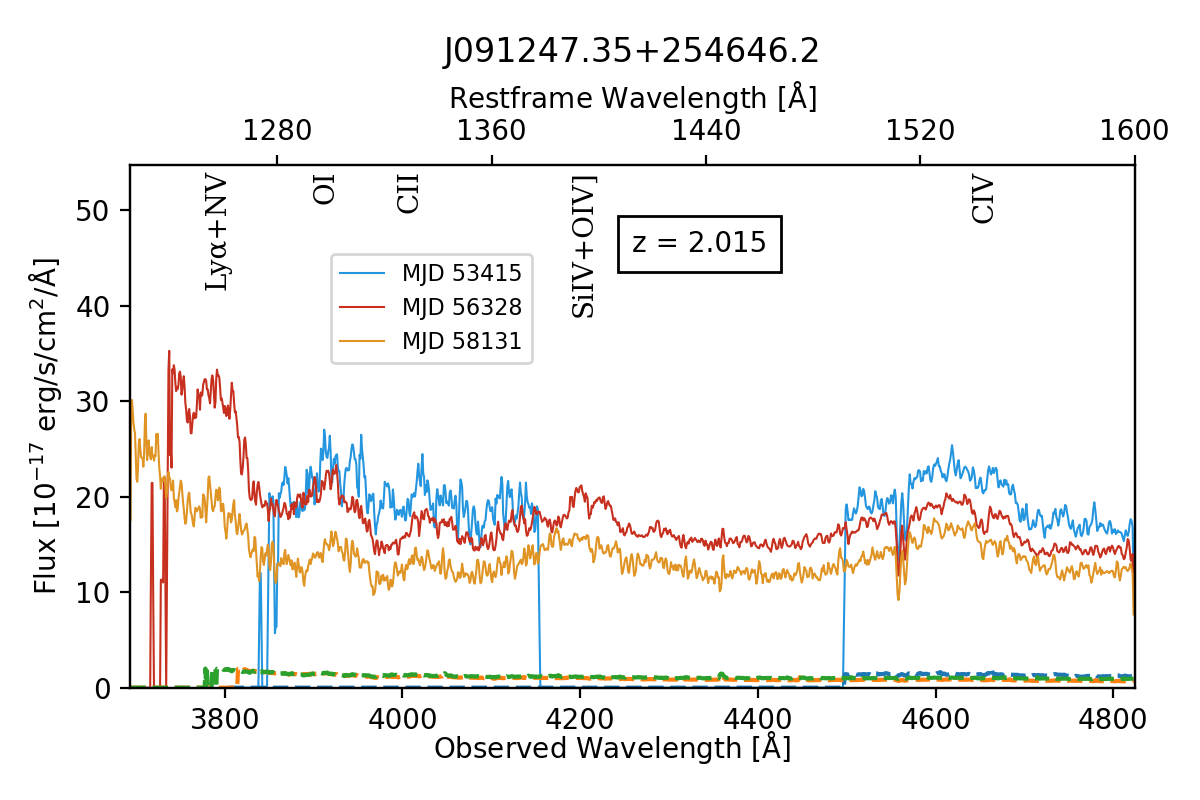 J091247.35+254646.2
Restframe Wavelength [Å]
1280 1360 1440 1520 1600
Lyα+NV
OI
CII
SiIV+OIV]
CIV
z = 2.015
MJD 53415
MJD 56328
MJD 58131
Flux [10⁻¹⁷ erg/s/cm²/Å]
50
40
30
20
10
0
3800 4000 4200 4400 4600 4800
Observed Wavelength [Å]